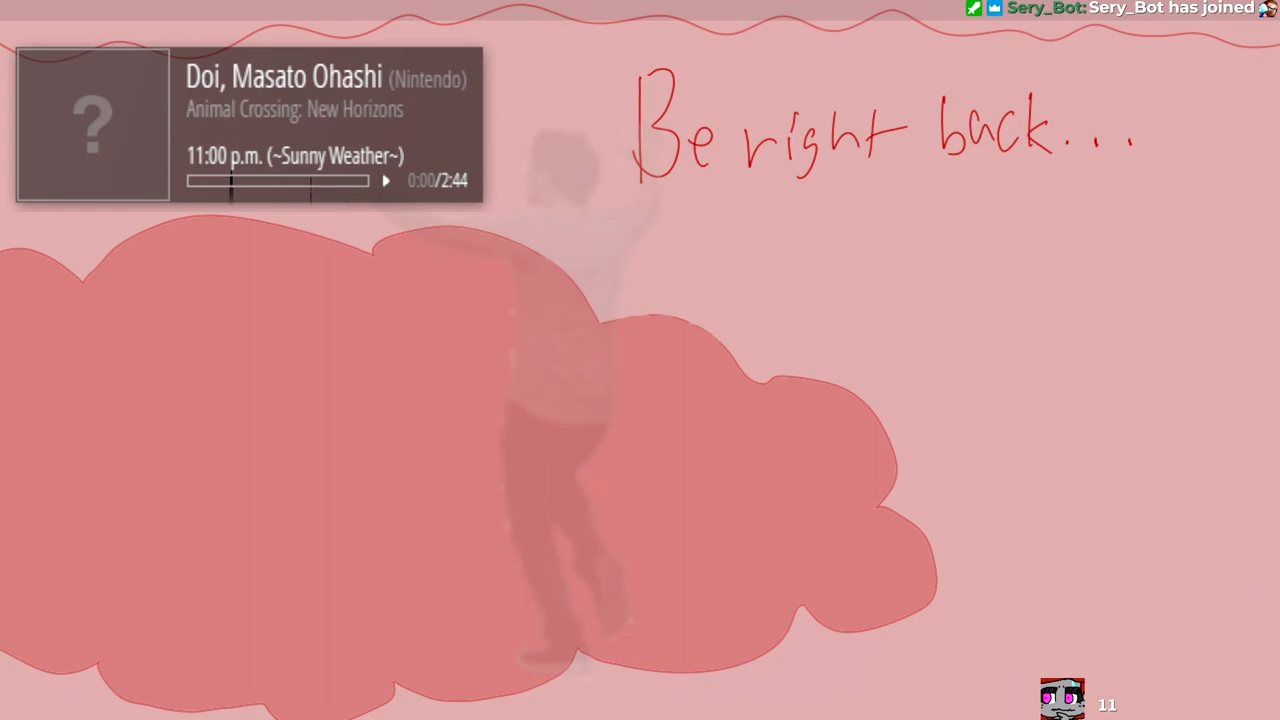 Sery_Bot: Sery_Bot has joined
Doi, Masato Ohashi (Nintendo)
Animal Crossing: New Horizons
11:00 p.m. (~Sunny Weather~)
0:00/2:44
?
Be right back...
11